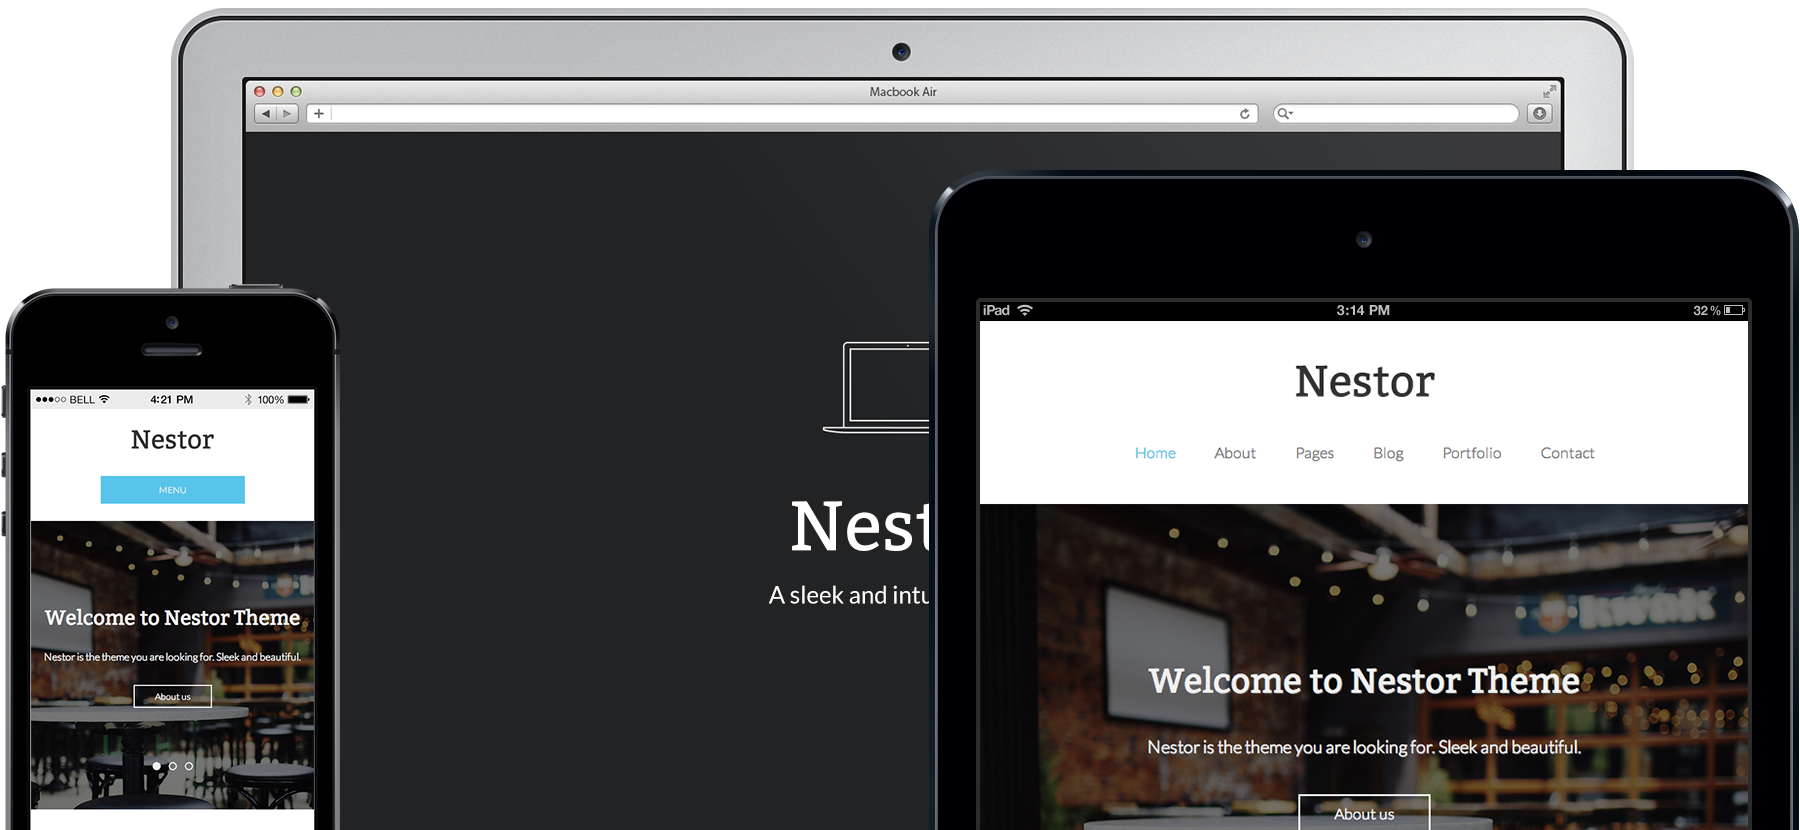 Macbook Air
Nest
A sleek and intu
BELL 4:21 PM 100%
Nestor
MENU
Welcome to Nestor Theme
Nestor is the theme you are looking for. Sleek and beautiful.
About us
iPad 3:14 PM 32%
Nestor
Home About Pages Blog Portfolio Contact
kwak
Welcome to Nestor Theme
Nestor is the theme you are looking for. Sleek and beautiful.
About us